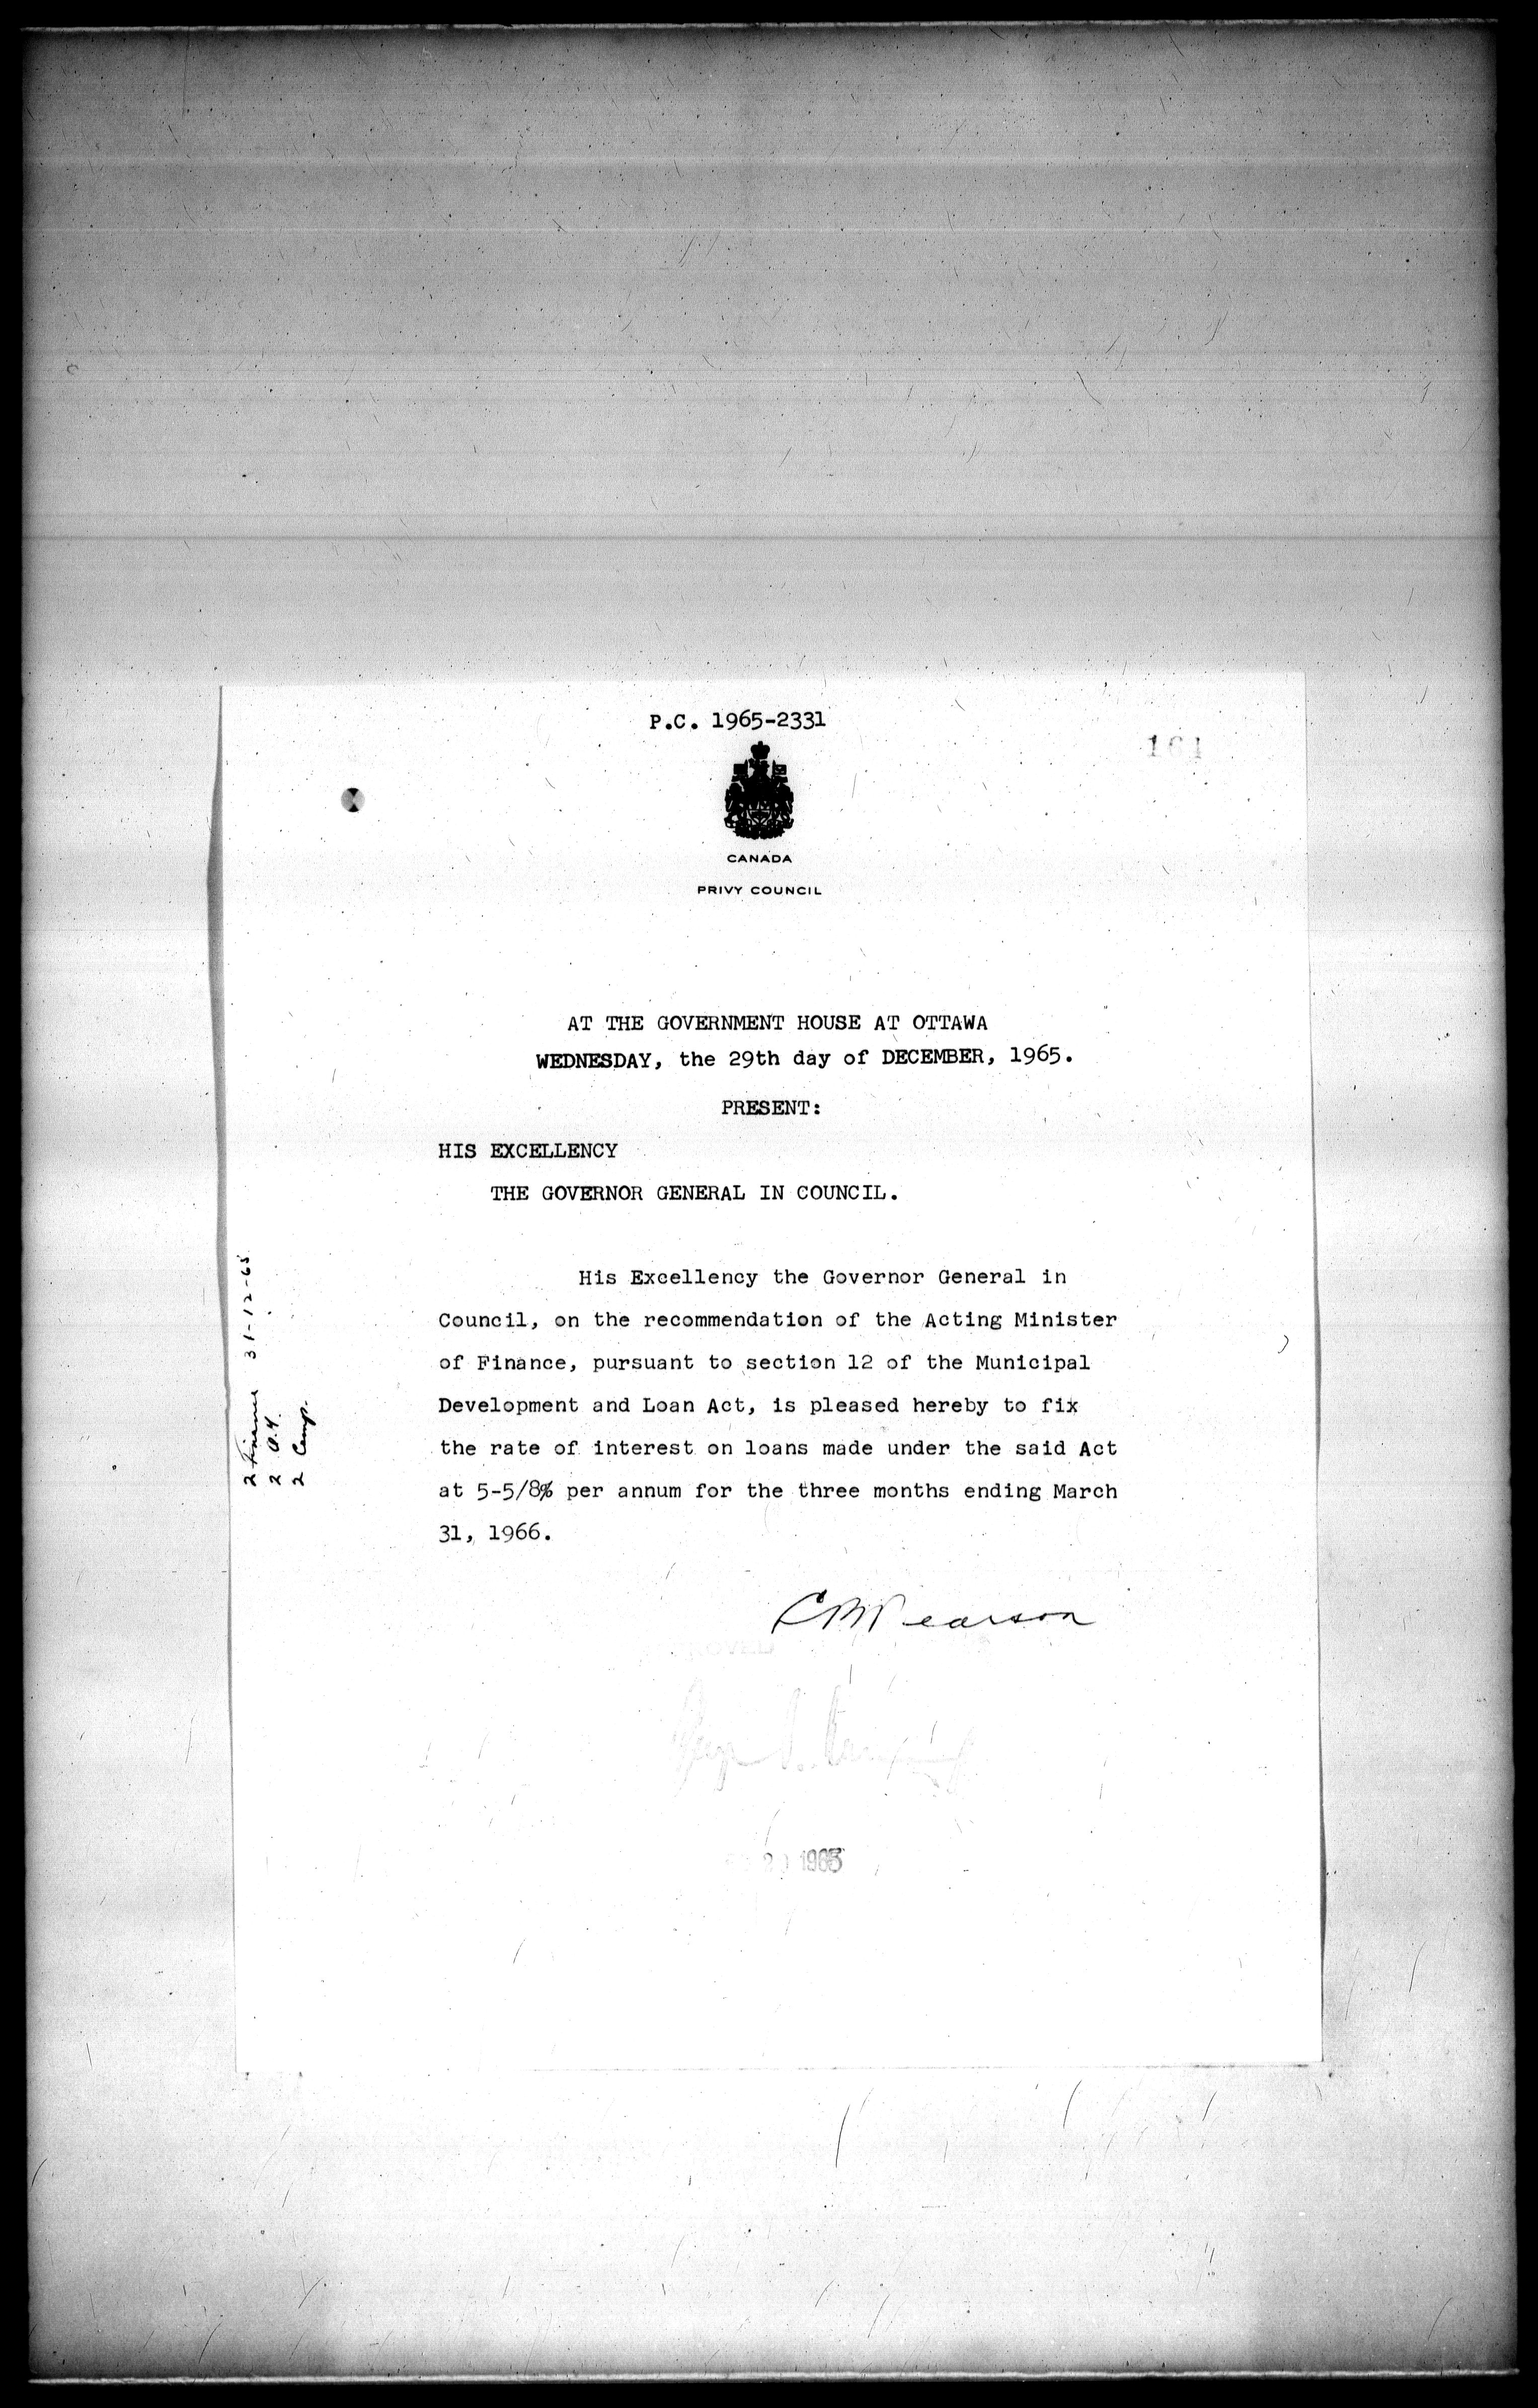 P.C. 1965-2331
CANADA
PRIVY COUNCIL
AT THE GOVERNMENT HOUSE AT OTTAWA
WEDNESDAY, the 29th day of DECEMBER, 1965.
PRESENT:
HIS EXCELLENCY
THE GOVERNOR GENERAL IN COUNCIL.
His Excellency the Governor General in
Council, on the recommendation of the Acting Minister
of Finance, pursuant to section 12 of the Municipal
Development and Loan Act, is pleased hereby to fix
the rate of interest on loans made under the said Act
at 5-5/8% per annum for the three months ending March
31, 1966.
Pearson
1965
2 Finance 31-12-65
2
2 Comp.